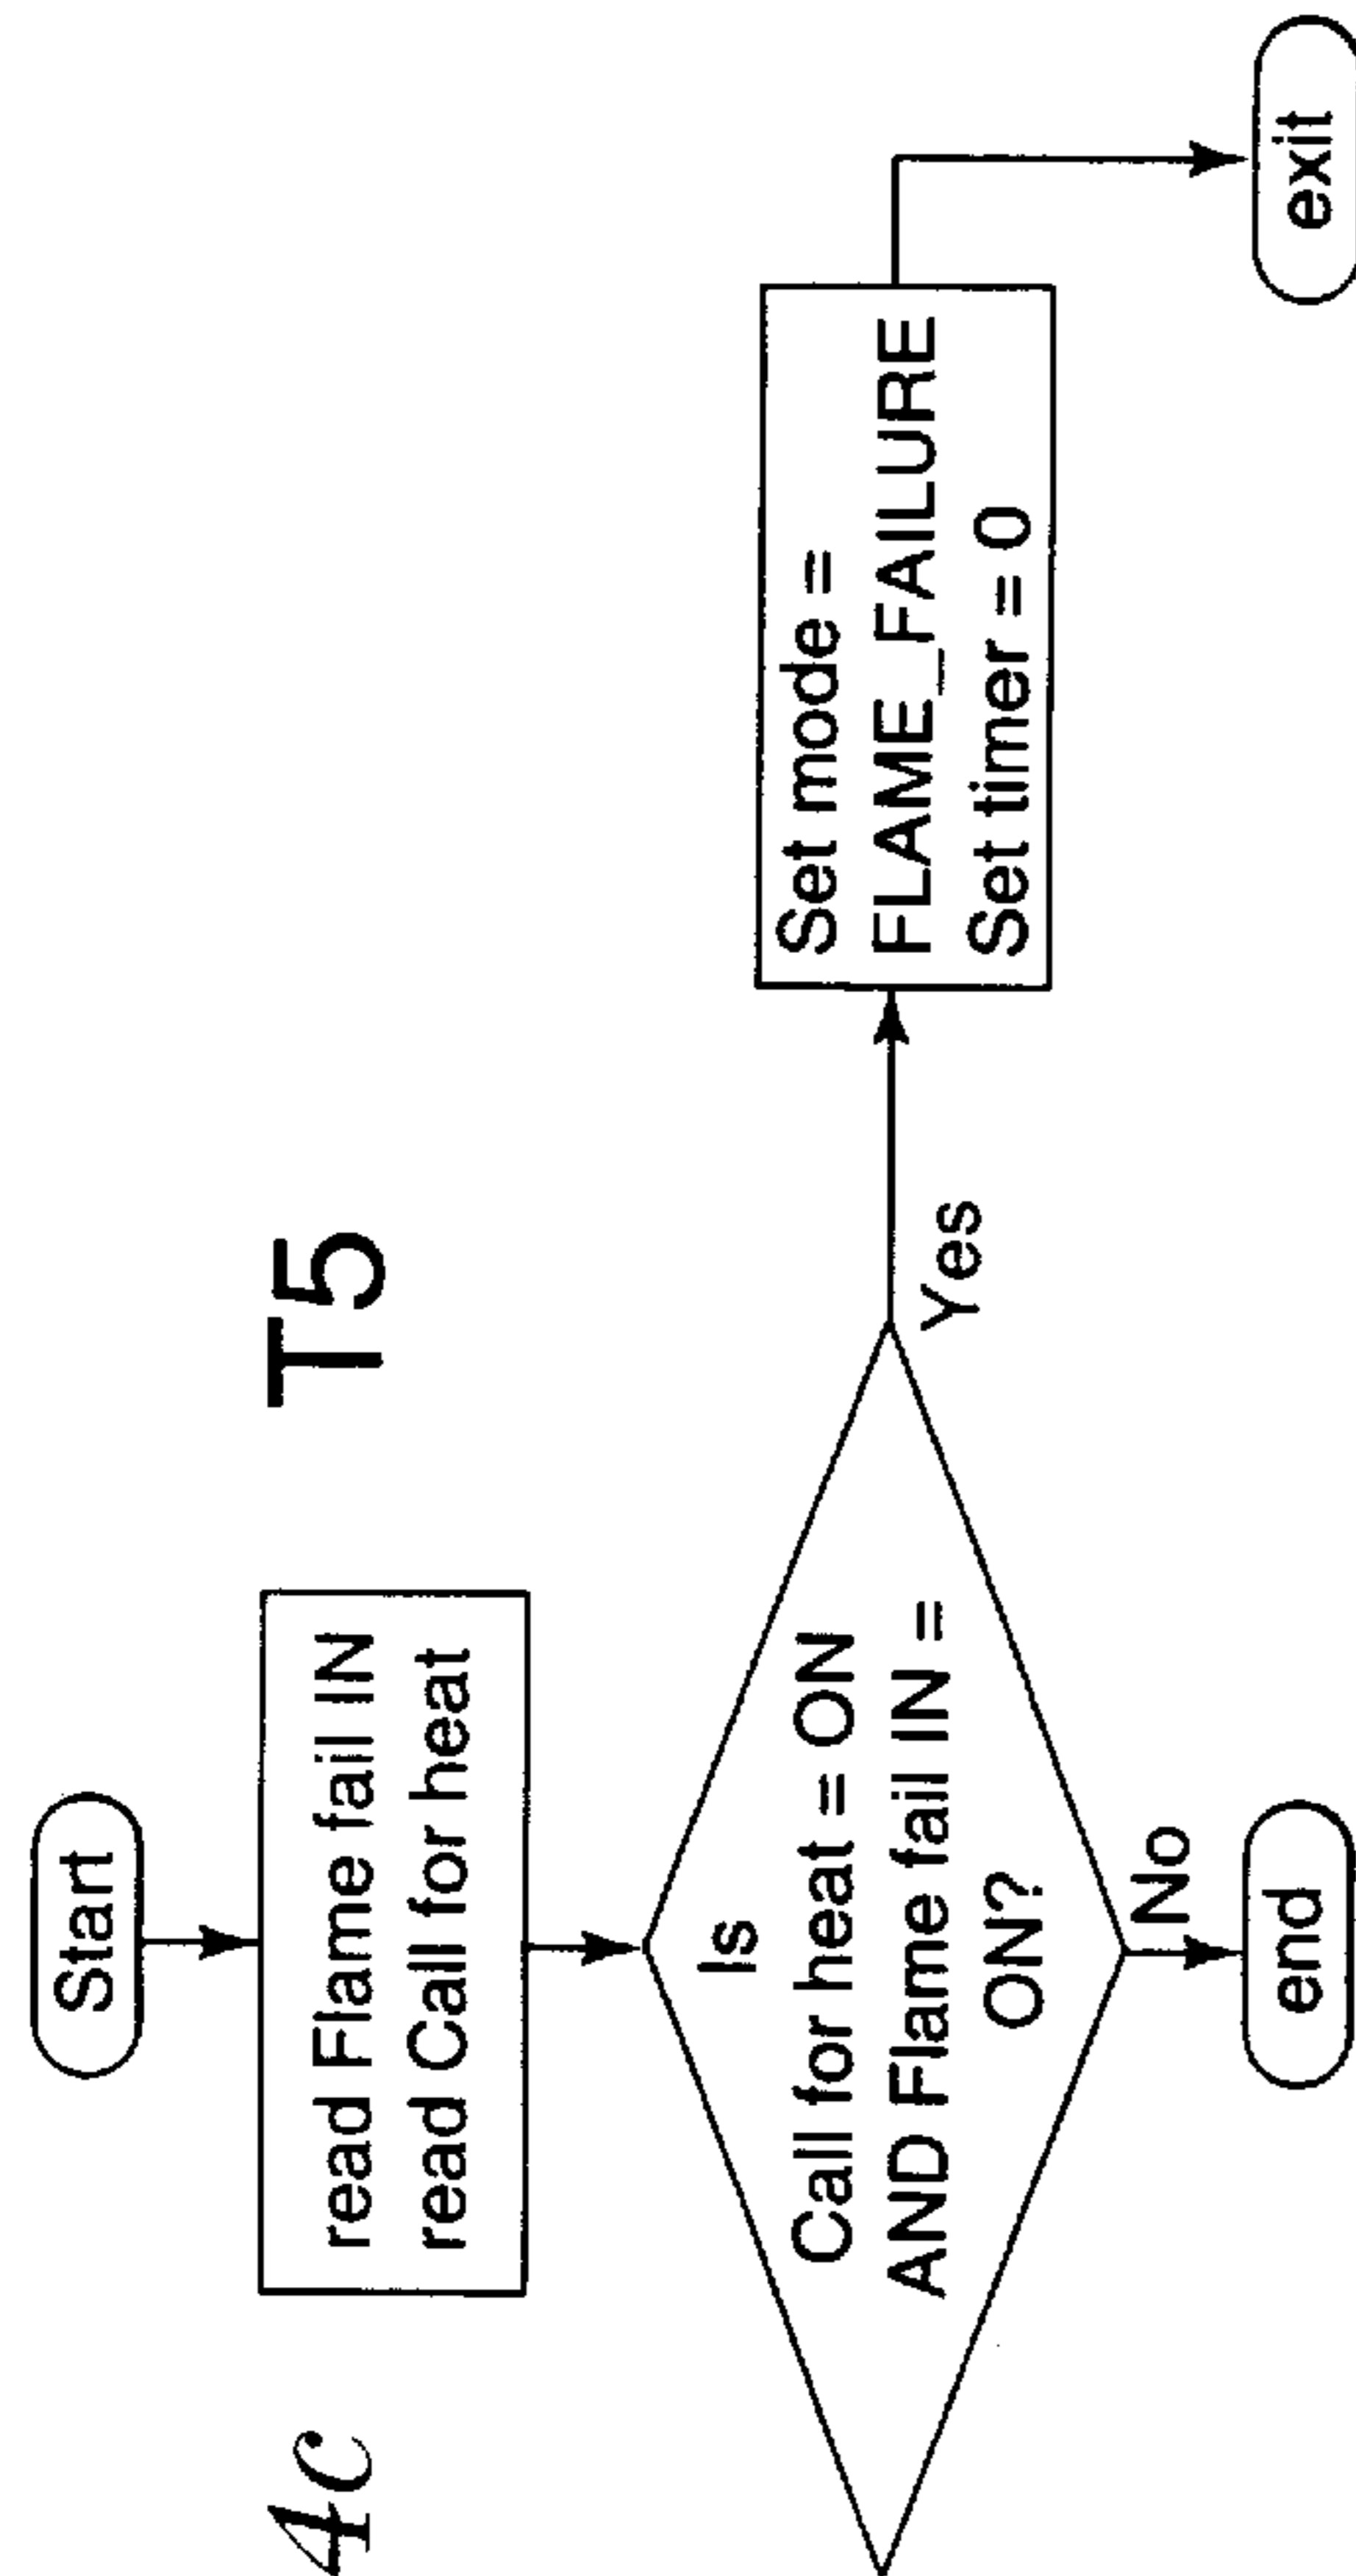 4c
T5
Start
read Flame fail IN
read Call for heat
Is
Call for heat = ON
AND Flame fail IN =
ON?
Yes
Set mode =
FLAME_FAILURE
Set timer = 0
No
end
exit